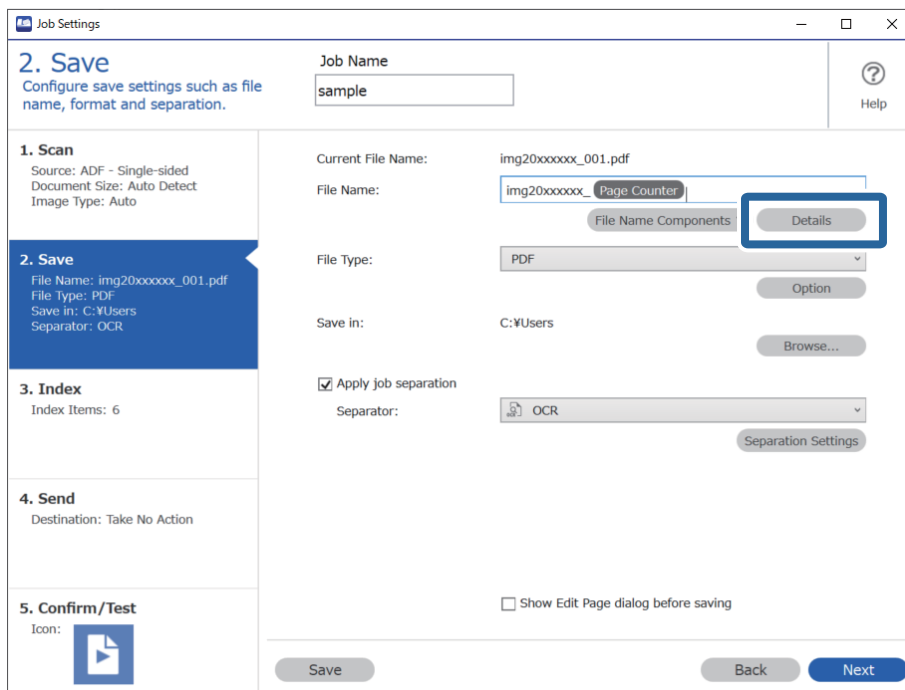 Job Settings
2. Save
Configure save settings such as file
name, format and separation.
Job Name
sample
Help
1. Scan
Source: ADF - Single-sided
Document Size: Auto Detect
Image Type: Auto
2. Save
File Name: img20xxxxxx_001.pdf
File Type: PDF
Save in: C:¥Users
Separator: OCR
3. Index
Index Items: 6
4. Send
Destination: Take No Action
5. Confirm/Test
Icon:
Current File Name: img20xxxxxx_001.pdf
File Name: img20xxxxxx_ Page Counter
File Name Components Details
File Type: PDF
Option
Save in: C:¥Users
Browse...
Apply job separation
Separator: OCR
Separation Settings
Show Edit Page dialog before saving
Save Back Next